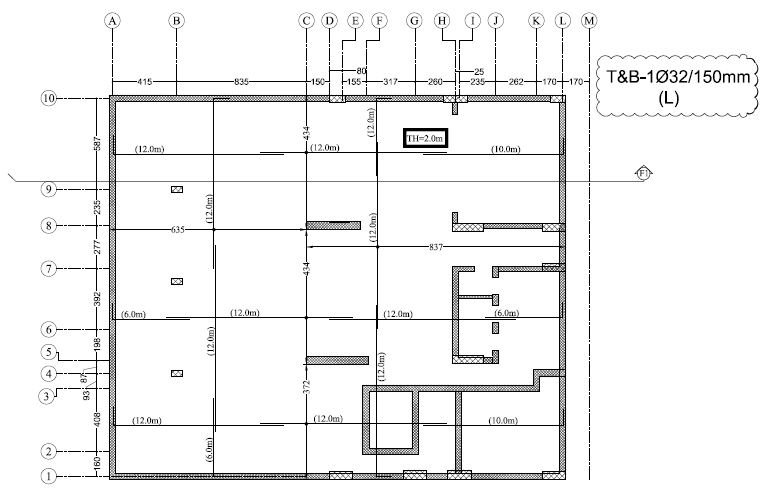 A B C D E F G H I J K L M
80 25
415 835 150 155 317 260 235 262 170 170
T&B-1Ø32/150mm
(L)
10
587
434
(12.0m)
TH=2.0m
(12.0m) (12.0m) (10.0m)
F1
9
235
(12.0m)
(12.0m)
8
635
277
837
7
434
392
(6.0m) (12.0m) (12.0m) (6.0m)
6
198
(12.0m)
5
(12.0m)
87
4
93
372
3
408
(12.0m) (12.0m) (10.0m)
2
(6.0m)
160
1